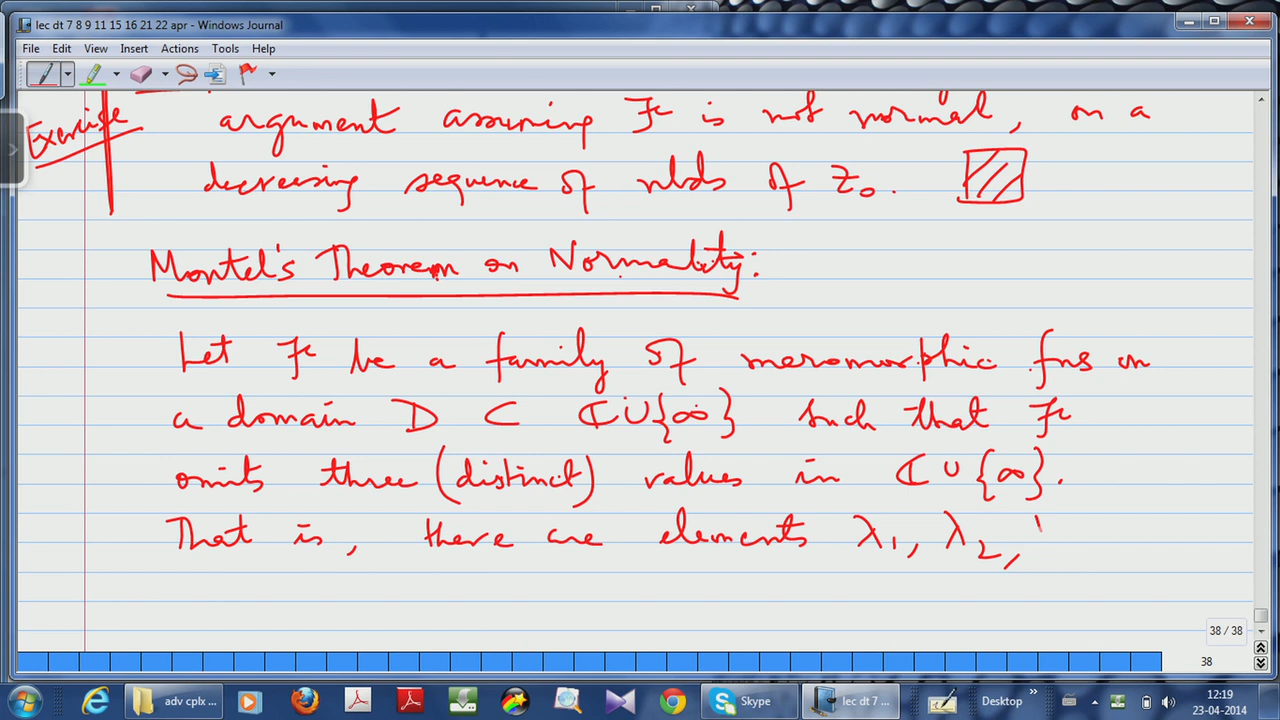 lec dt 7 8 9 11 15 16 21 22 apr - Windows Journal
File Edit View Insert Actions Tools Help
Exercise
argument assuming ℱ is not normal, on a
decreasing sequence of nbds of z₀.
Montel's Theorem on Normality:
Let ℱ be a family of meromorphic fns on
a domain D ⊂ ℂ∪{∞} such that ℱ
omits three (distinct) values in ℂ∪{∞}.
That is, there are elements λ₁, λ₂,
38 / 38
38
adv cplx ...
Skype
lec dt 7 ...
Desktop
12:19
23-04-2014